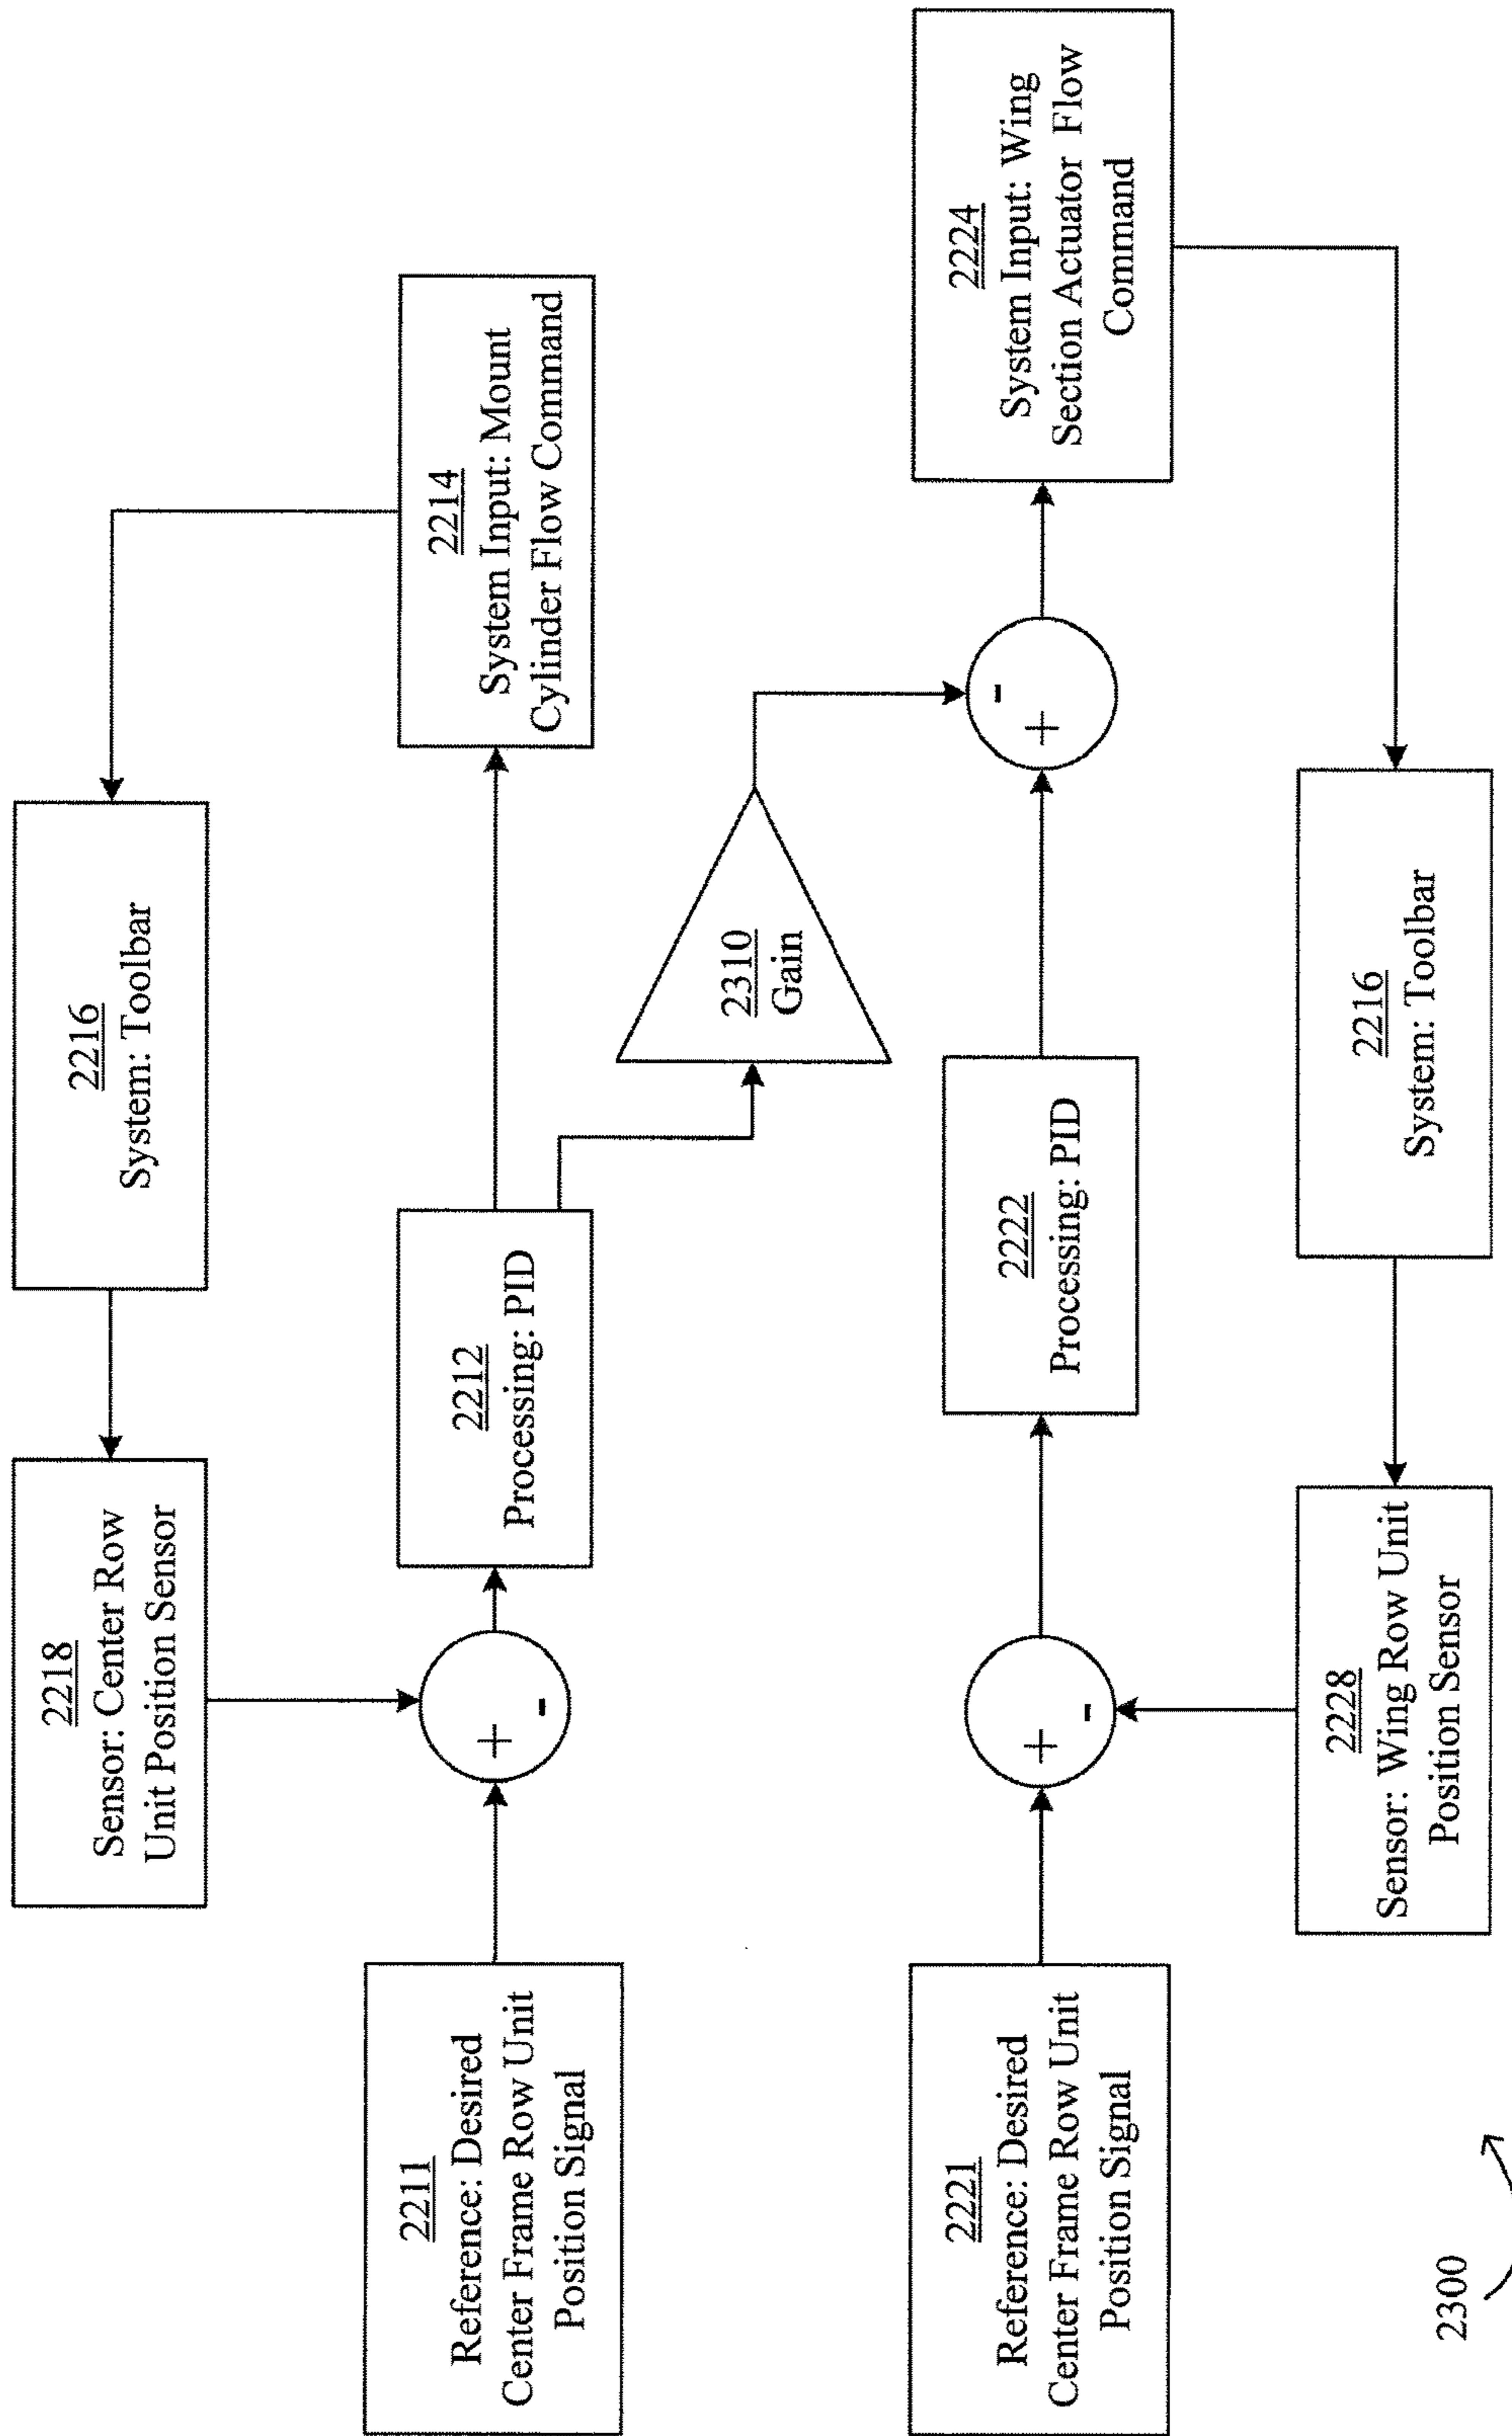 2218
Sensor: Center Row
Unit Position Sensor
2216
System: Toolbar
2211
Reference: Desired
Center Frame Row Unit
Position Signal
+
-
2212
Processing: PID
2214
System Input: Mount
Cylinder Flow Command
2310
Gain
2221
Reference: Desired
Center Frame Row Unit
Position Signal
+
-
2222
Processing: PID
+
-
2224
System Input: Wing
Section Actuator Flow
Command
2228
Sensor: Wing Row Unit
Position Sensor
2216
System: Toolbar
2300